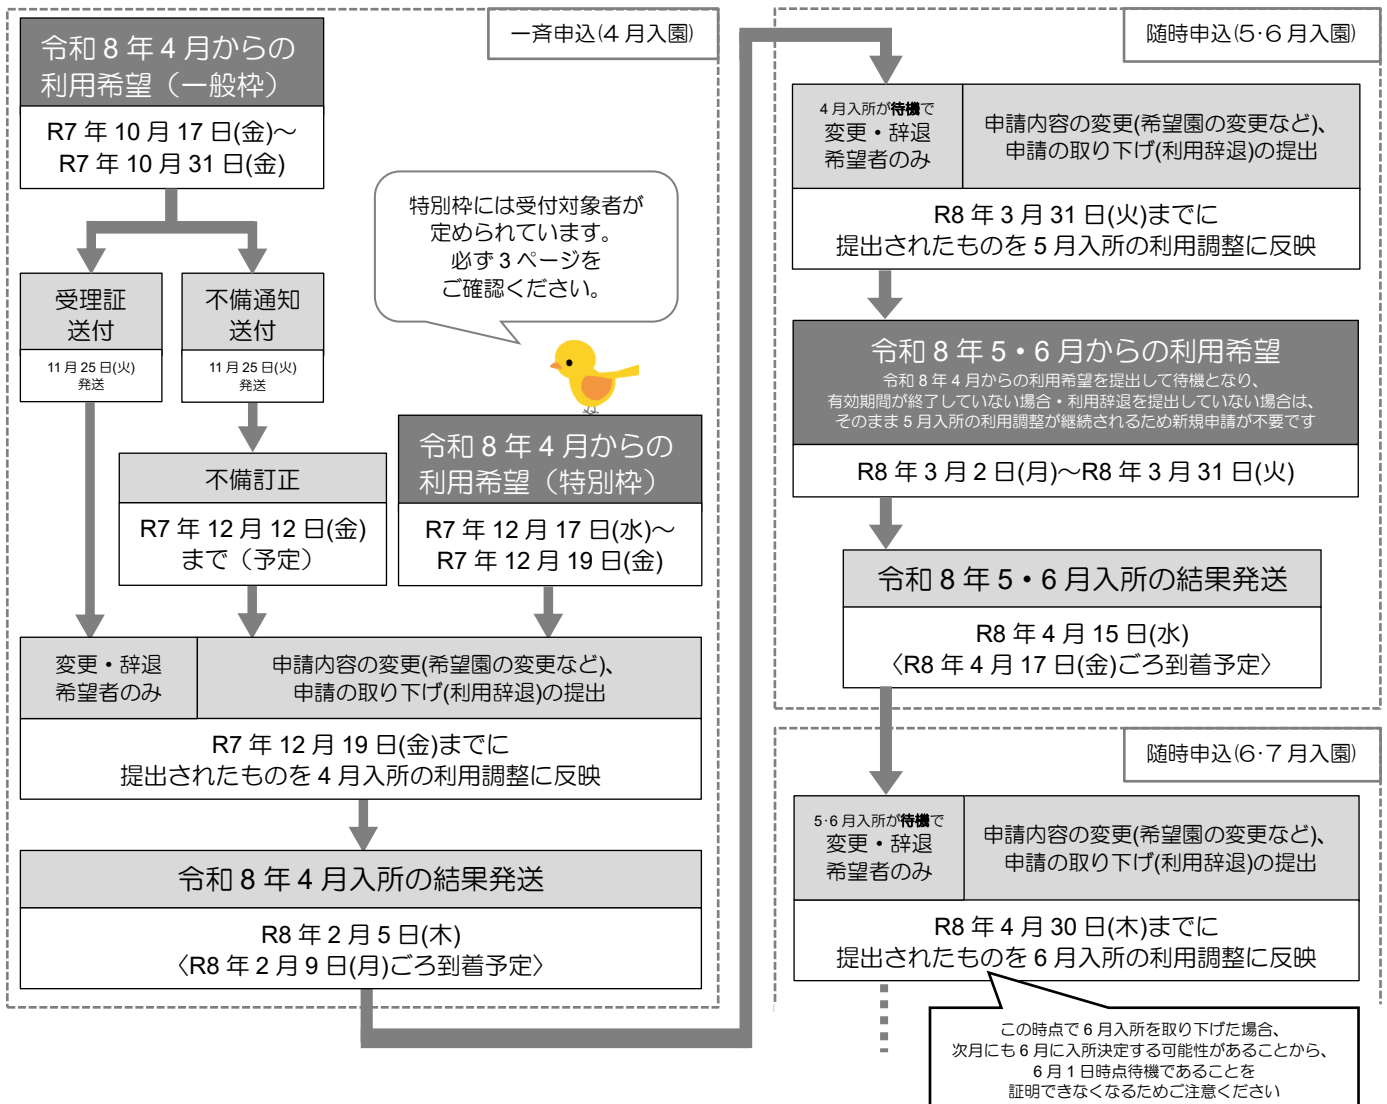 一斉申込(4月入園)
令和8年4月からの
利用希望（一般枠）
R7年10月17日(金)～
R7年10月31日(金)
受理証
送付
11月25日(火)
発送
不備通知
送付
11月25日(火)
発送
特別枠には受付対象者が
定められています。
必ず3ページを
ご確認ください。
不備訂正
R7年12月12日(金)
まで（予定）
令和8年4月からの
利用希望（特別枠）
R7年12月17日(水)～
R7年12月19日(金)
変更・辞退
希望者のみ
申請内容の変更(希望園の変更など)、
申請の取り下げ(利用辞退)の提出
R7年12月19日(金)までに
提出されたものを4月入所の利用調整に反映
令和8年4月入所の結果発送
R8年2月5日(木)
〈R8年2月9日(月)ごろ到着予定〉
随時申込(5・6月入園)
4月入所が待機で
変更・辞退
希望者のみ
申請内容の変更(希望園の変更など)、
申請の取り下げ(利用辞退)の提出
R8年3月31日(火)までに
提出されたものを5月入所の利用調整に反映
令和8年5・6月からの利用希望
令和8年4月からの利用希望を提出して待機となり、
有効期間が終了していない場合・利用辞退を提出していない場合は、
そのまま5月入所の利用調整が継続されるため新規申請が不要です
R8年3月2日(月)～R8年3月31日(火)
令和8年5・6月入所の結果発送
R8年4月15日(水)
〈R8年4月17日(金)ごろ到着予定〉
随時申込(6・7月入園)
5・6月入所が待機で
変更・辞退
希望者のみ
申請内容の変更(希望園の変更など)、
申請の取り下げ(利用辞退)の提出
R8年4月30日(木)までに
提出されたものを6月入所の利用調整に反映
この時点で6月入所を取り下げた場合、
次月にも6月に入所決定する可能性があることから、
6月1日時点待機であることを
証明できなくなるためご注意ください